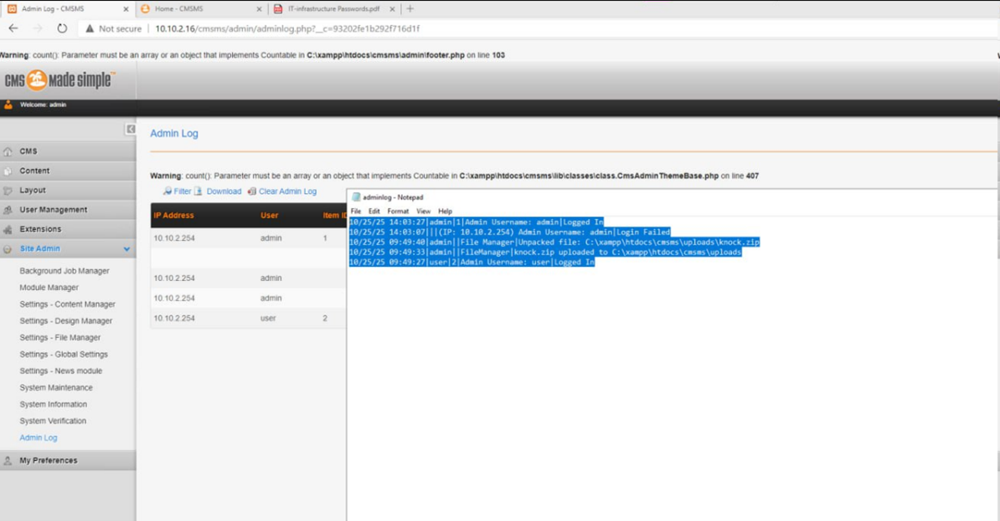 Admin Log - CMSMS
Home - CMSMS
IT-infrastructure Passwords.pdf
Not secure | 10.10.2.16/cmsms/admin/adminlog.php?__c=93202fe1b292f716d1f
Warning: count(): Parameter must be an array or an object that implements Countable in C:\xampp\htdocs\cmsms\admin\footer.php on line 103
CMS made simple™
Welcome: admin
CMS
Content
Layout
User Management
Extensions
Site Admin
Background Job Manager
Module Manager
Settings - Content Manager
Settings - Design Manager
Settings - File Manager
Settings - Global Settings
Settings - News module
System Maintenance
System Information
System Verification
Admin Log
My Preferences
Admin Log
Warning: count(): Parameter must be an array or an object that implements Countable in C:\xampp\htdocs\cmsms\lib\classes\class.CmsAdminThemeBase.php on line 407
Filter Download Clear Admin Log
IP Address User Item
10.10.2.254 admin 1
10.10.2.254 admin
10.10.2.254 admin
10.10.2.254 user 2
adminlog - Notepad
File Edit Format View Help
10/25/25 14:03:27|admin|1|Admin Username: admin|Logged In
10/25/25 14:03:07|||(IP: 10.10.2.254) Admin Username: admin|Login Failed
10/25/25 09:49:40|admin||File Manager|Unpacked file: C:\xampp\htdocs\cmsms\uploads\knock.zip
10/25/25 09:49:33|admin||FileManager|knock.zip uploaded to C:\xampp\htdocs\cmsms\uploads
10/25/25 09:49:27|user|2|Admin Username: user|Logged In